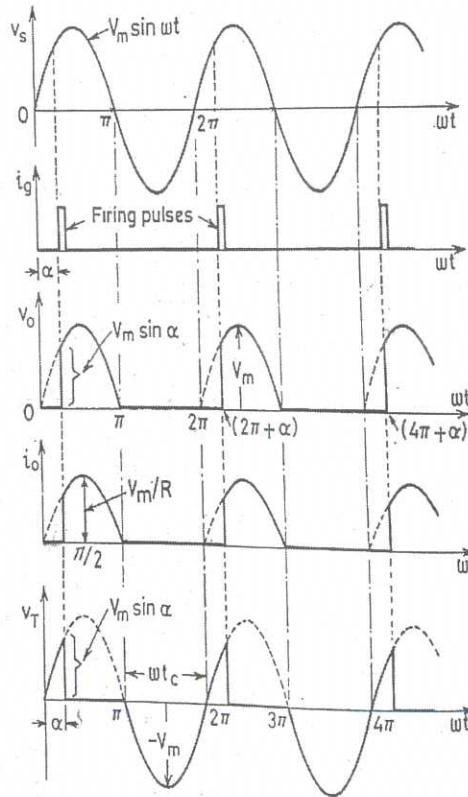 v_s
V_m sin ωt
0
π
2π
ωt
i_g
Firing pulses
α
ωt
v_o
V_m sin α
V_m
0
π
2π
(2π+α)
(4π+α)
ωt
i_o
V_m/R
π/2
ωt
v_T
V_m sin α
ωt_c
α
π
2π
3π
4π
ωt
-V_m